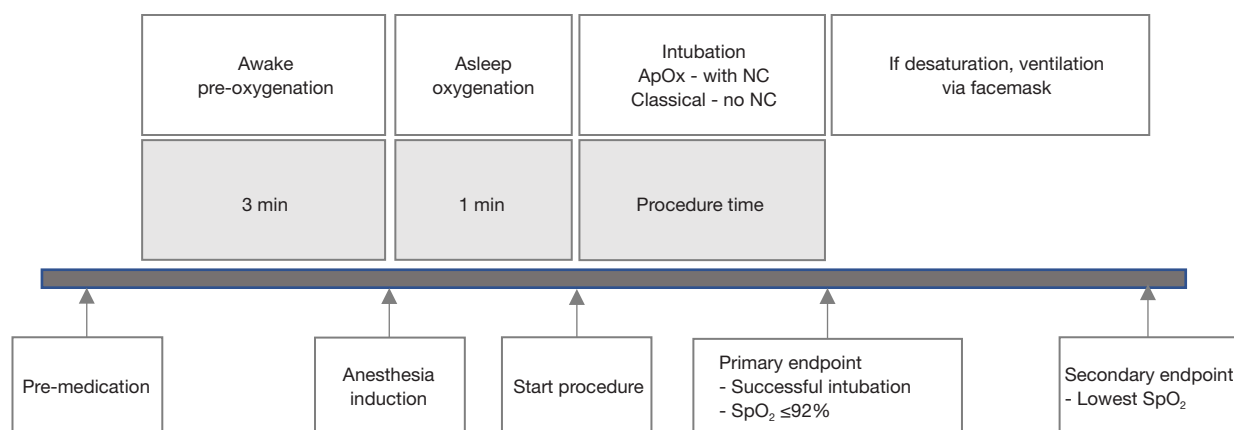 Awake
pre-oxygenation
Asleep
oxygenation
Intubation
ApOx - with NC
Classical - no NC
If desaturation, ventilation
via facemask
3 min
1 min
Procedure time
Pre-medication
Anesthesia
induction
Start procedure
Primary endpoint
- Successful intubation
- SpO₂ ≤92%
Secondary endpoint
- Lowest SpO₂